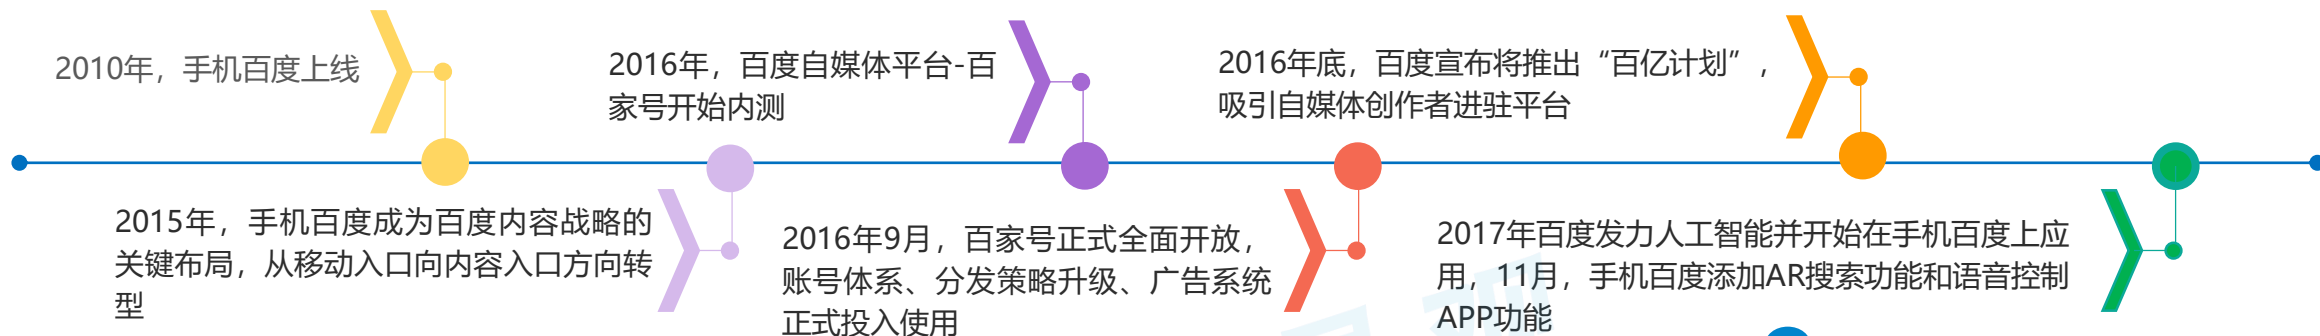 2010年，手机百度上线
2015年，手机百度成为百度内容战略的
关键布局，从移动入口向内容入口方向转
型
2016年，百度自媒体平台-百
家号开始内测
2016年9月，百家号正式全面开放，
账号体系、分发策略升级、广告系统
正式投入使用
2016年底，百度宣布将推出“百亿计划”，
吸引自媒体创作者进驻平台
2017年百度发力人工智能并开始在手机百度上应
用，11月，手机百度添加AR搜索功能和语音控制
APP功能